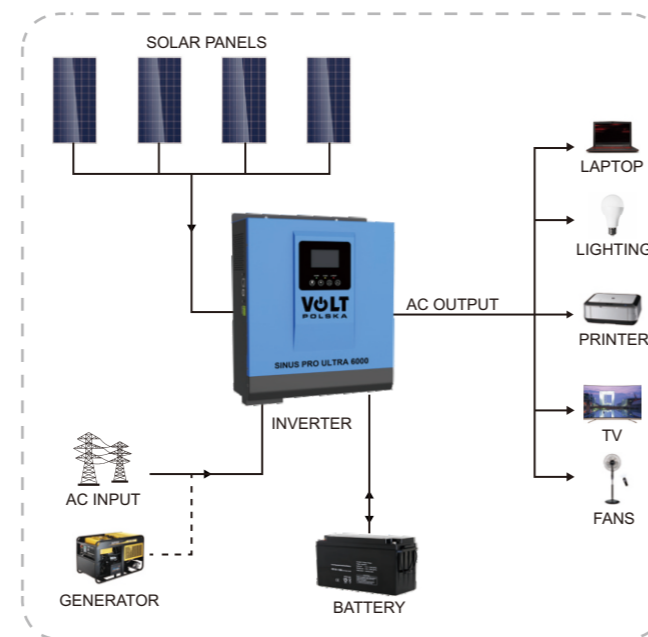 SOLAR PANELS
LAPTOP
LIGHTING
AC OUTPUT
VOLT
POLSKA
PRINTER
SINUS PRO ULTRA 6000
INVERTER
TV
AC INPUT
FANS
GENERATOR
BATTERY